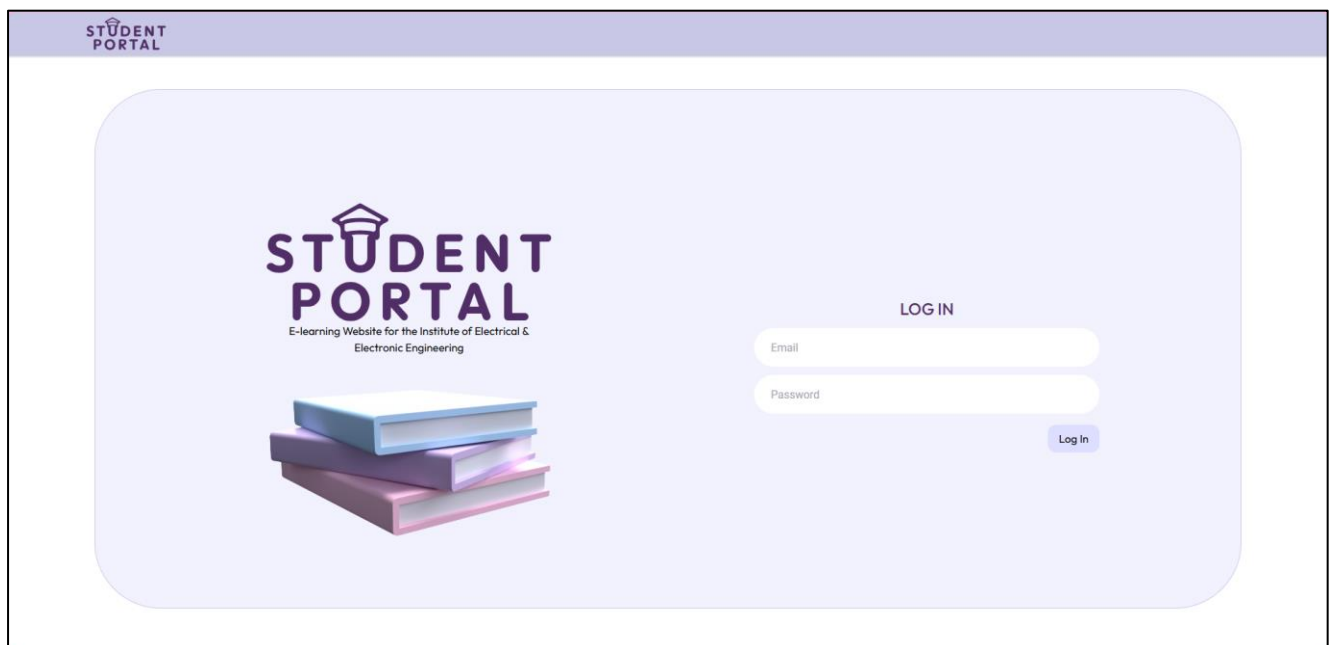 STUDENT
PORTAL
STUDENT
PORTAL
E-learning Website for the Institute of Electrical &
Electronic Engineering
LOG IN
Email
Password
Log In